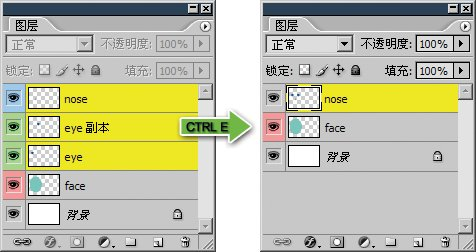 图层
正常 不透明度: 100%
锁定: 填充: 100%
nose
eye 副本
eye
face
背景
CTRL E
图层
正常 不透明度: 100%
锁定: 填充: 100%
nose
face
背景